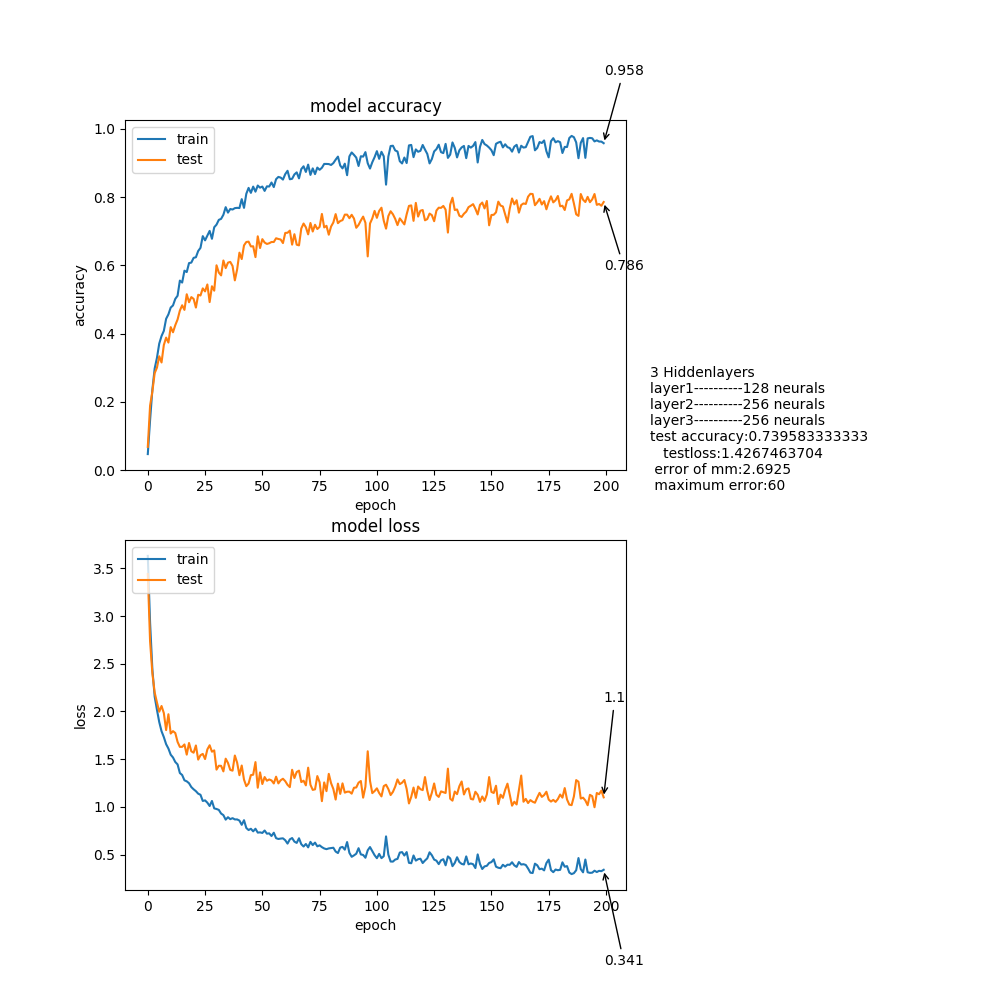 0.958
model accuracy
train
test
1.0
0.8
0.6
0.4
0.2
0.0
accuracy
0 25 50 75 100 125 150 175 200
epoch
0.786
3 Hiddenlayers
layer1----------128 neurals
layer2----------256 neurals
layer3----------256 neurals
test accuracy:0.739583333333
testloss:1.4267463704
error of mm:2.6925
maximum error:60
model loss
train
test
3.5
3.0
2.5
2.0
1.5
1.0
0.5
loss
1.1
0 25 50 75 100 125 150 175 200
epoch
0.341